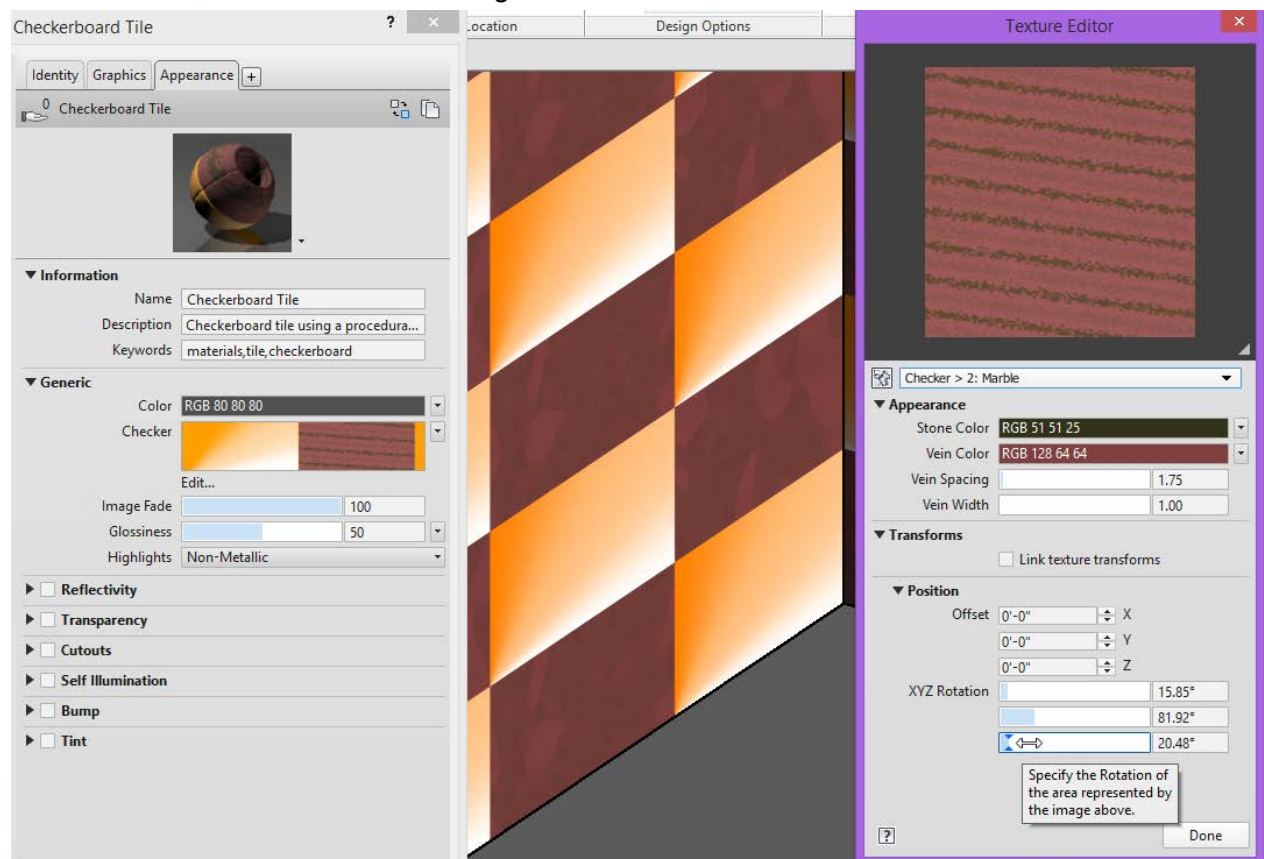 Checkerboard Tile
?
×
Identity Graphics Appearance +
0 Checkerboard Tile
▼ Information
Name Checkerboard Tile
Description Checkerboard tile using a procedura...
Keywords materials,tile,checkerboard
▼ Generic
Color RGB 80 80 80
Checker
Edit...
Image Fade 100
Glossiness 50
Highlights Non-Metallic
Reflectivity
Transparency
Cutouts
Self Illumination
Bump
Tint
Location
Design Options
Texture Editor
×
Checker > 2: Marble
▼ Appearance
Stone Color RGB 51 51 25
Vein Color RGB 128 64 64
Vein Spacing 1.75
Vein Width 1.00
▼ Transforms
Link texture transforms
▼ Position
Offset 0'-0" X
0'-0" Y
0'-0" Z
XYZ Rotation 15.85°
81.92°
20.48°
Specify the Rotation of
the area represented by
the image above.
?
Done